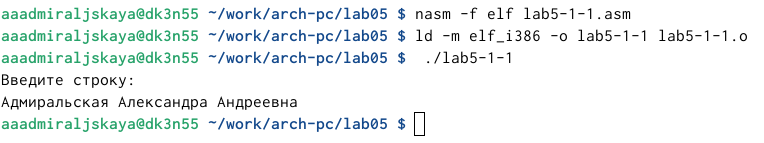 aaadmiraljskaya@dk3n55 ~/work/arch-pc/lab05 $ nasm -f elf lab5-1-1.asm
aaadmiraljskaya@dk3n55 ~/work/arch-pc/lab05 $ ld -m elf_i386 -o lab5-1-1 lab5-1-1.o
aaadmiraljskaya@dk3n55 ~/work/arch-pc/lab05 $  ./lab5-1-1
Введите строку:
Адмиральская Александра Андреевна
aaadmiraljskaya@dk3n55 ~/work/arch-pc/lab05 $